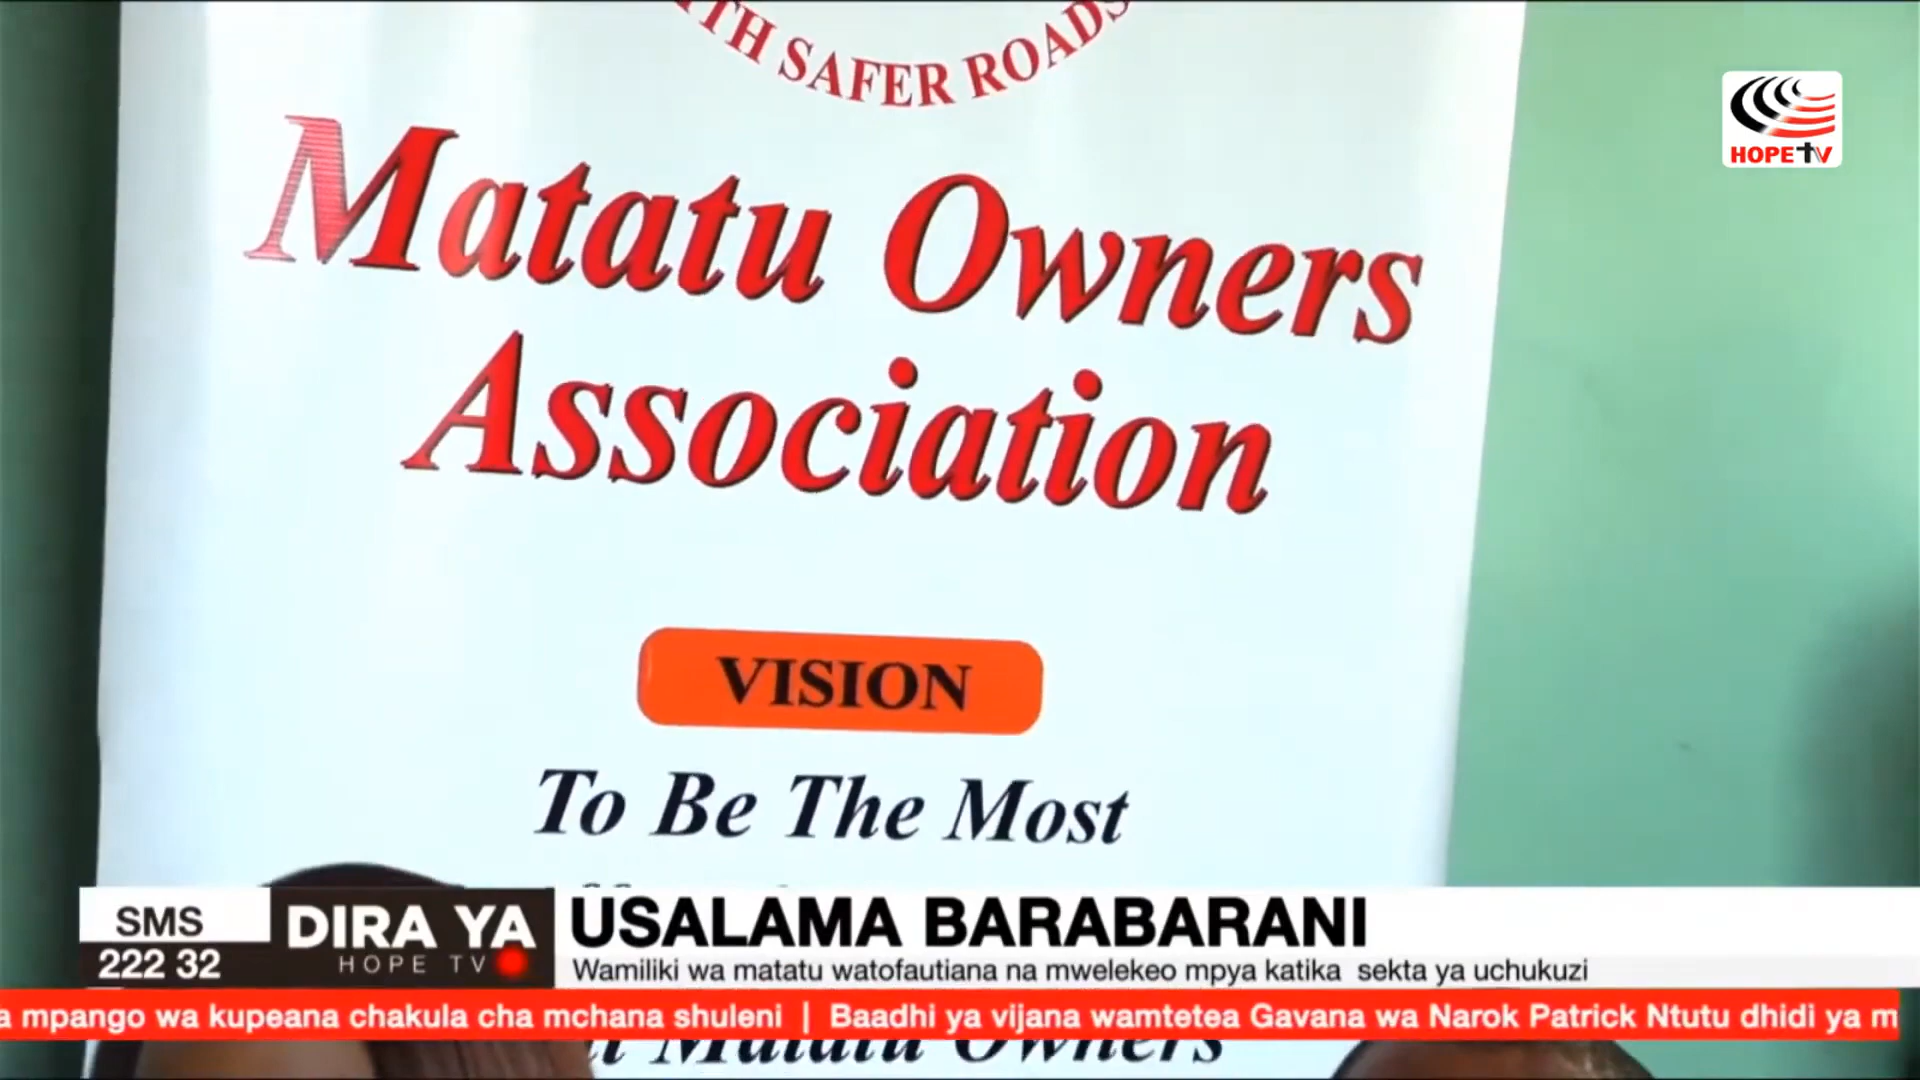 TH SAFER ROADS
HOPE TV
Matatu Owners
Association
VISION
To Be The Most
SMS
222 32
DIRA YA
HOPE TV
USALAMA BARABARANI
Wamiliki wa matatu watofautiana na mwelekeo mpya katika sekta ya uchukuzi
a mpango wa kupeana chakula cha mchana shuleni | Baadhi ya vijana wamtetea Gavana wa Narok Patrick Ntutu dhidi ya m
Matatu Owners